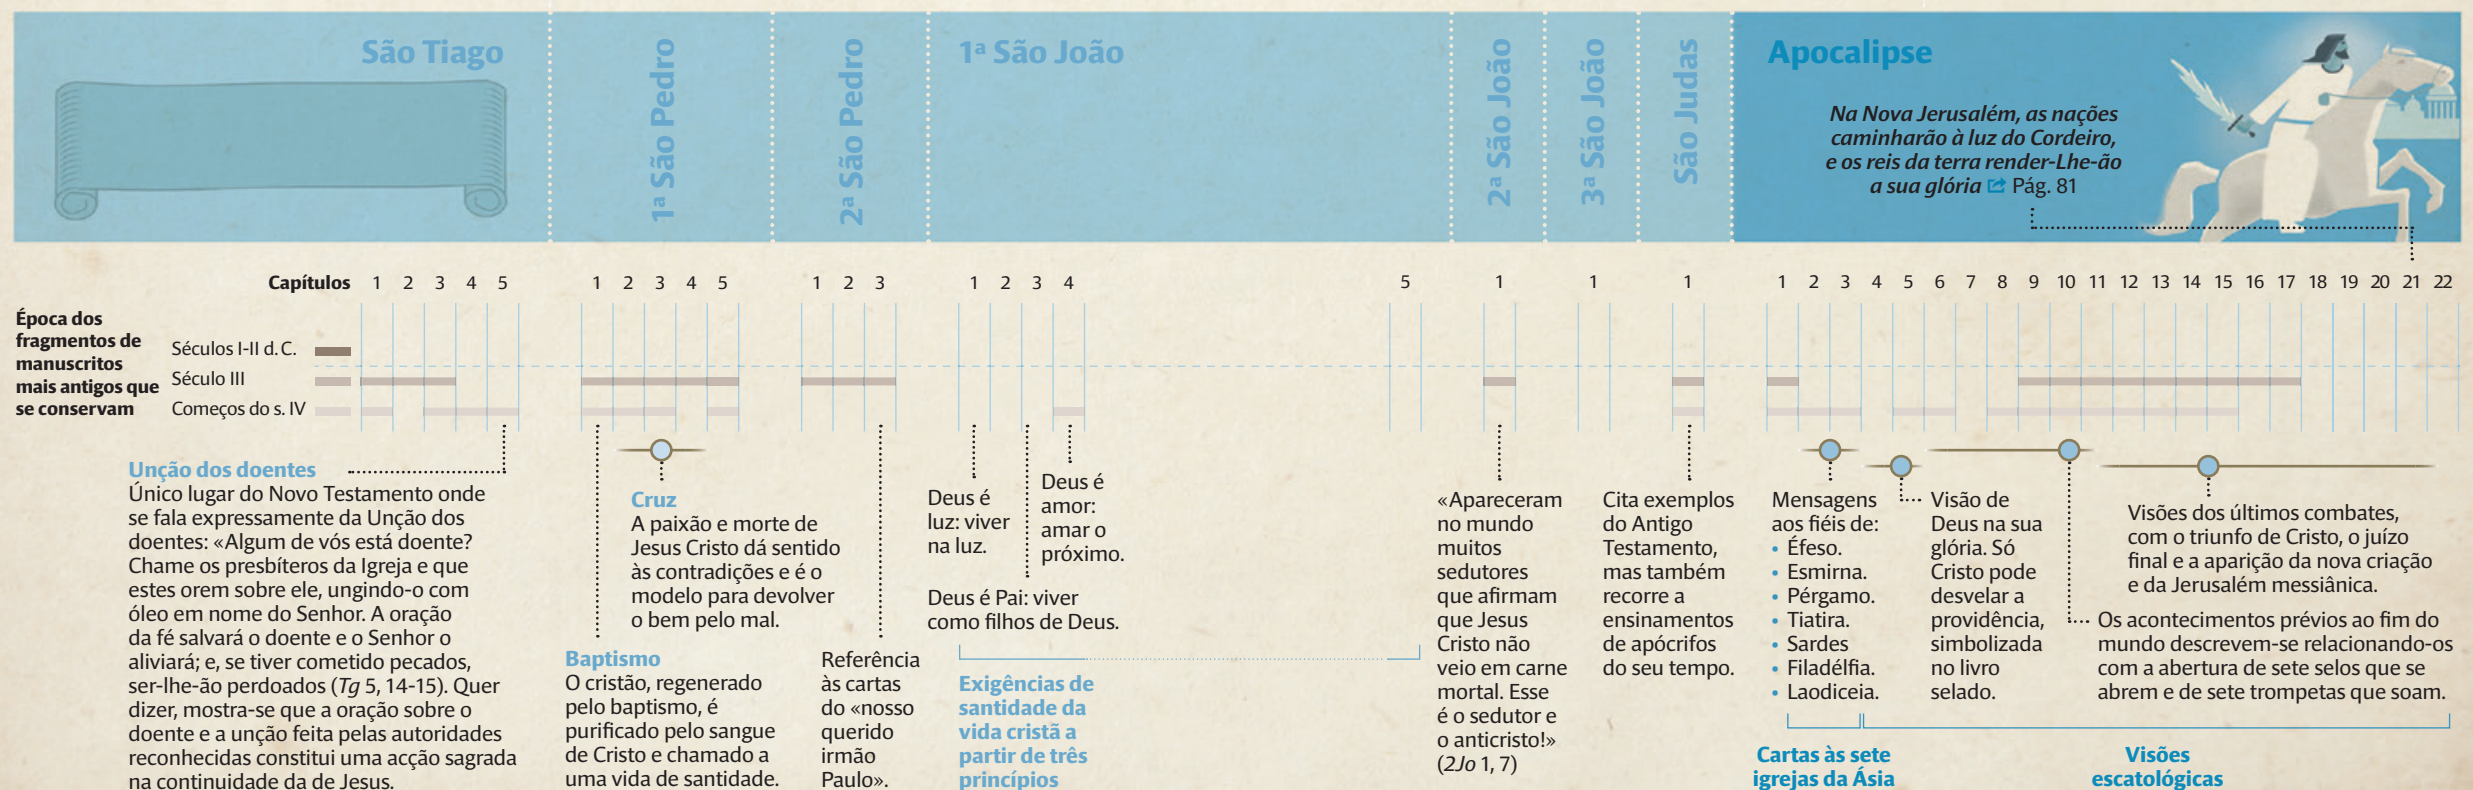 São Tiago
1ª São Pedro
2ª São Pedro
1ª São João
2ª São João
3ª São João
São Judas
Apocalipse
Na Nova Jerusalém, as nações
caminharão à luz do Cordeiro,
e os reis da terra render-Lhe-ão
a sua glória Pág. 81
Capítulos 1 2 3 4 5 1 2 3 4 5 1 2 3 1 2 3 4 5 1 1 1 1 2 3 4 5 6 7 8 9 10 11 12 13 14 15 16 17 18 19 20 21 22
Época dos
fragmentos de
manuscritos
mais antigos que
se conservam
Séculos I-II d. C.
Século III
Começos do s. IV
Unção dos doentes
Único lugar do Novo Testamento onde
se fala expressamente da Unção dos
doentes: «Algum de vós está doente?
Chame os presbíteros da Igreja e que
estes orem sobre ele, ungindo-o com
óleo em nome do Senhor. A oração
da fé salvará o doente e o Senhor o
aliviará; e, se tiver cometido pecados,
ser-lhe-ão perdoados (Tg 5, 14-15). Quer
dizer, mostra-se que a oração sobre o
doente e a unção feita pelas autoridades
reconhecidas constitui uma acção sagrada
na continuidade da de Jesus.
Cruz
A paixão e morte de
Jesus Cristo dá sentido
às contradições e é o
modelo para devolver
o bem pelo mal.
Baptismo
O cristão, regenerado
pelo baptismo, é
purificado pelo sangue
de Cristo e chamado a
uma vida de santidade.
Referência
às cartas
do «nosso
querido
irmão
Paulo».
Deus é
luz: viver
na luz.
Deus é
amor:
amar o
próximo.
Deus é Pai: viver
como filhos de Deus.
Exigências de
santidade da
vida cristã a
partir de três
princípios
«Apareceram
no mundo
muitos
sedutores
que afirmam
que Jesus
Cristo não
veio em carne
mortal. Esse
é o sedutor e
o anticristo!»
(2Jo 1, 7)
Cita exemplos
do Antigo
Testamento,
mas também
recorre a
ensinamentos
de apócrifos
do seu tempo.
Mensagens
aos fiéis de:
• Éfeso.
• Esmirna.
• Pérgamo.
• Tiatira.
• Sardes
• Filadélfia.
• Laodiceia.
Cartas às sete
igrejas da Ásia
Visão de
Deus na sua
glória. Só
Cristo pode
desvelar a
providência,
simbolizada
no livro
selado.
Visões dos últimos combates,
com o triunfo de Cristo, o juízo
final e a aparição da nova criação
e da Jerusalém messiânica.
Os acontecimentos prévios ao fim do
mundo descrevem-se relacionando-os
com a abertura de sete selos que se
abrem e de sete trompetas que soam.
Visões
escatológicas